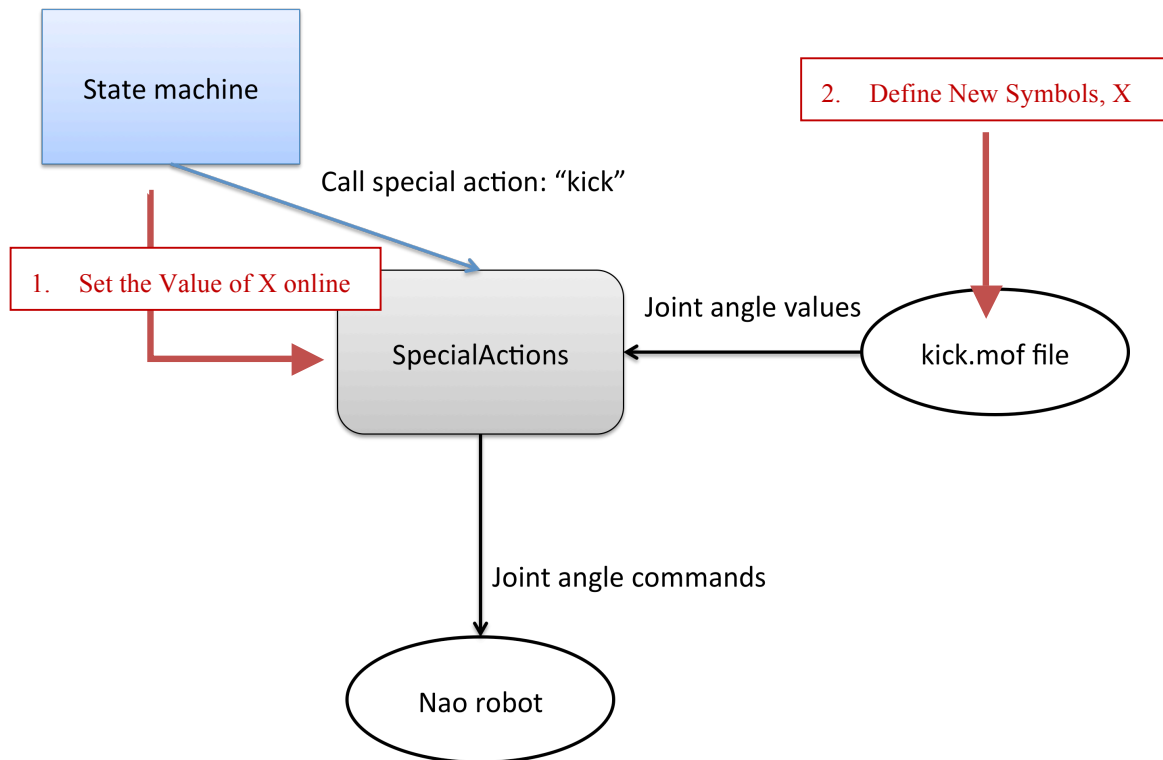 State machine
2. Define New Symbols, X
Call special action: “kick”
1. Set the Value of X online
Joint angle values
SpecialActions
kick.mof file
Joint angle commands
Nao robot